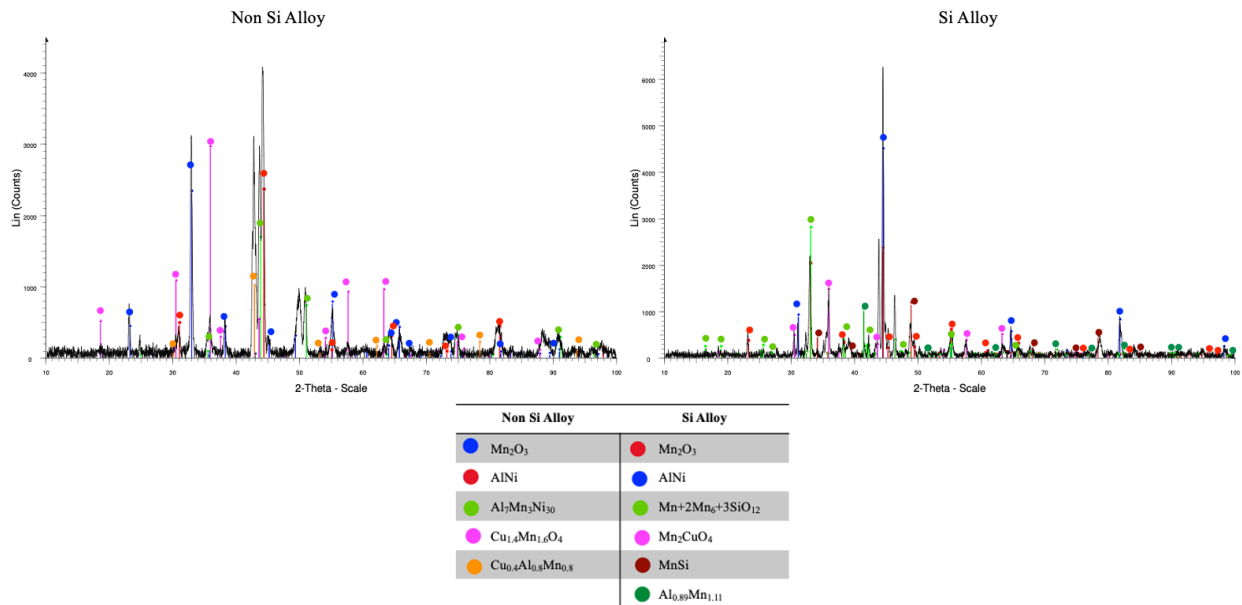 Non Si Alloy
Si Alloy
4000
3000
2000
1000
0
Lin (Counts)
10 20 30 40 50 60 70 80 90 100
2-Theta - Scale
6000
5000
4000
3000
2000
1000
0
Lin (Counts)
10 20 30 40 50 60 70 80 90 100
2-Theta - Scale
Non Si Alloy Si Alloy
Mn₂O₃ Mn₂O₃
AlNi AlNi
Al₇Mn₃Ni₃₀ Mn+2Mn₆+3SiO₁₂
Cu₁.₄Mn₁.₆O₄ Mn₂CuO₄
Cu₀.₄Al₀.₈Mn₀.₈ MnSi
Al₀.₈₉Mn₁.₁₁